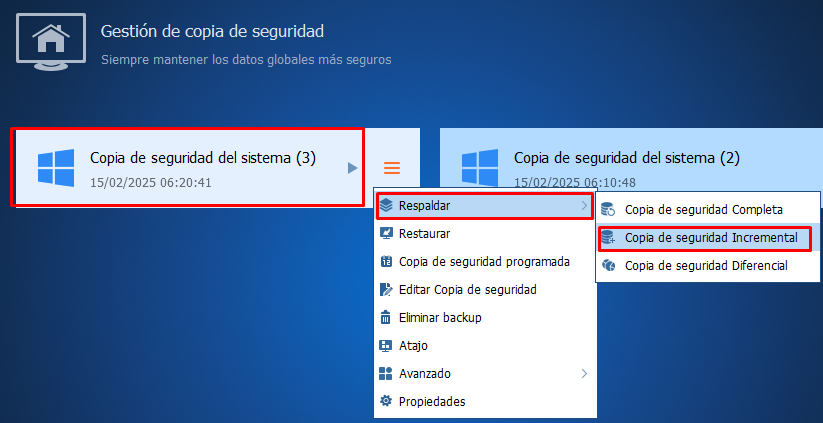 Gestión de copia de seguridad
Siempre mantener los datos globales más seguros
Copia de seguridad del sistema (3)
15/02/2025 06:20:41
Copia de seguridad del sistema (2)
15/02/2025 06:10:48
Respaldar
Restaurar
Copia de seguridad programada
Editar Copia de seguridad
Eliminar backup
Atajo
Avanzado
Propiedades
Copia de seguridad Completa
Copia de seguridad Incremental
Copia de seguridad Diferencial